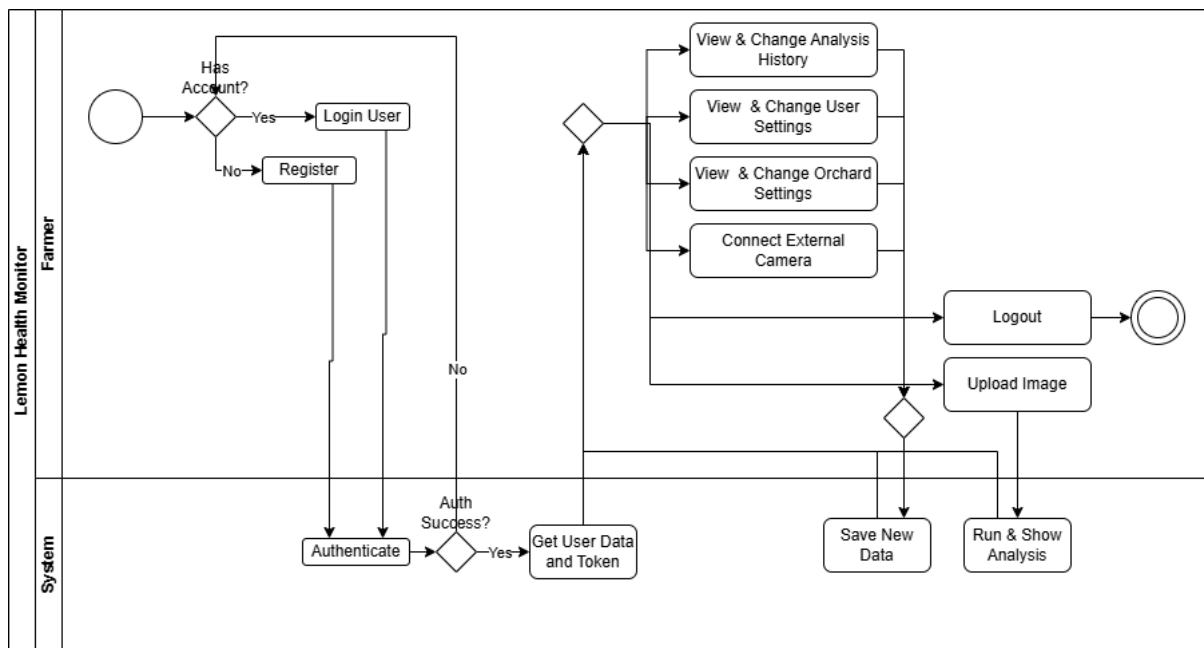 Lemon Health Monitor
Farmer
System
Has
Account?
Yes
Login User
No
Register
No
Authenticate
Auth
Success?
Yes
Get User Data
and Token
View & Change Analysis
History
View  & Change User
Settings
View  & Change Orchard
Settings
Connect External
Camera
Logout
Upload Image
Save New
Data
Run & Show
Analysis